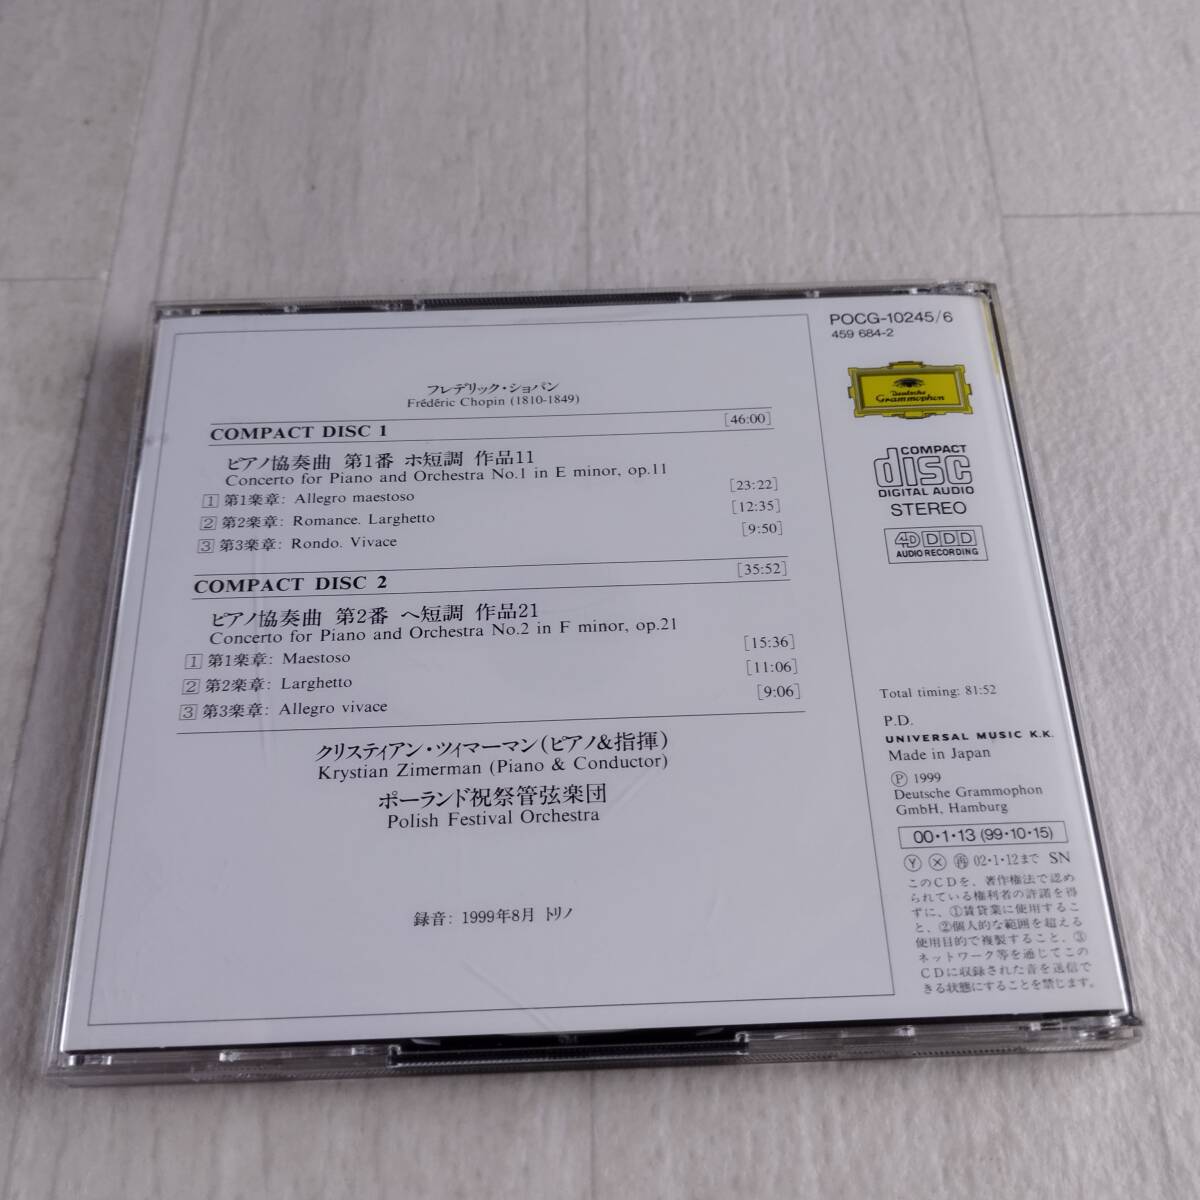 フレデリック・ショパン
Frédéric Chopin (1810-1849)
COMPACT DISC 1 [46:00]
ピアノ協奏曲 第1番 ホ短調 作品11
Concerto for Piano and Orchestra No.1 in E minor, op.11
1 第1楽章: Allegro maestoso [23:22]
2 第2楽章: Romance. Larghetto [12:35]
3 第3楽章: Rondo. Vivace [9:50]
COMPACT DISC 2 [35:52]
ピアノ協奏曲 第2番 ヘ短調 作品21
Concerto for Piano and Orchestra No.2 in F minor, op.21
1 第1楽章: Maestoso [15:36]
2 第2楽章: Larghetto [11:06]
3 第3楽章: Allegro vivace [9:06]
クリスティアン・ツィマーマン(ピアノ&指揮)
Krystian Zimerman (Piano & Conductor)
ポーランド祝祭管弦楽団
Polish Festival Orchestra
録音: 1999年8月 トリノ
POCG-10245/6
459 684-2
Deutsche
Grammophon
COMPACT
disc
DIGITAL AUDIO
STEREO
4D DDD
AUDIO RECORDING
Total timing: 81:52
P.D.
UNIVERSAL MUSIC K.K.
Made in Japan
Ⓟ 1999
Deutsche Grammophon
GmbH, Hamburg
00・1・13 (99・10・15)
Ⓨ Ⓧ 再 02・1・12まで SN
このCDを、著作権法で認め
られている権利者の許諾を得
ずに、①賃貸業に使用するこ
と、②個人的な範囲を超える
使用目的で複製すること、③
ネットワーク等を通じてこの
CDに収録された音を送信で
きる状態にすることを禁じます。